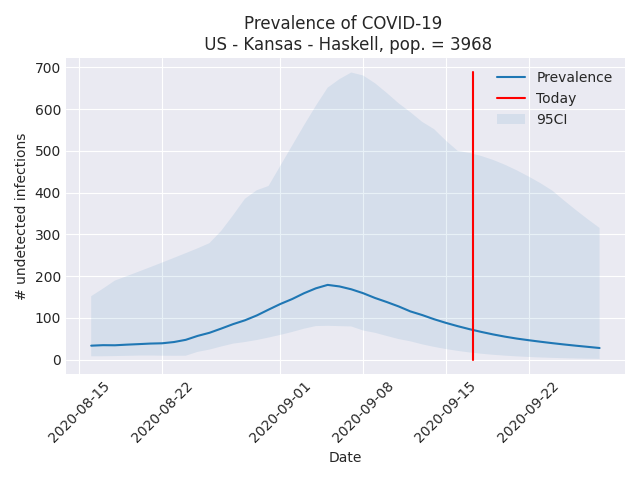 Prevalence of COVID-19
US - Kansas - Haskell, pop. = 3968
700
600
500
400
300
200
100
0
# undetected infections
Prevalence
Today
95CI
2020-08-15
2020-08-22
2020-09-01
2020-09-08
2020-09-15
2020-09-22
Date